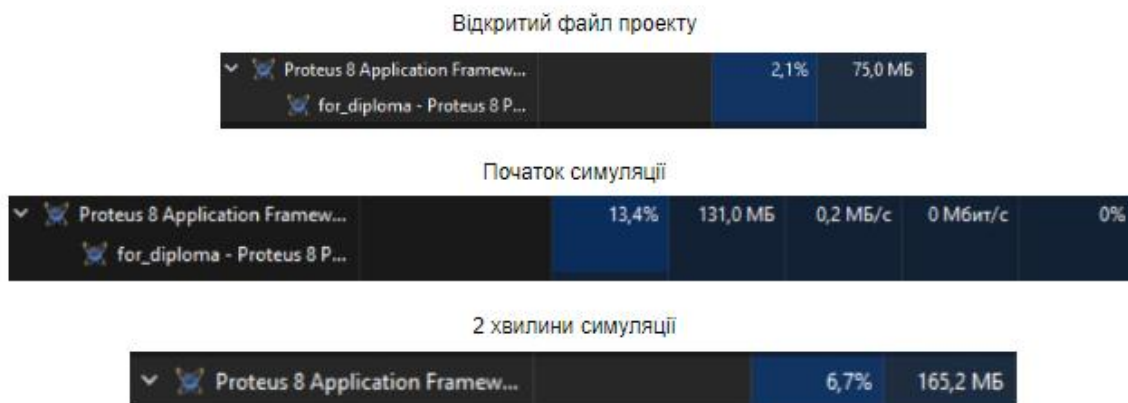 Відкритий файл проекту
Proteus 8 Application Framew... 2,1% 75,0 МБ
for_diploma - Proteus 8 P...
Початок симуляції
Proteus 8 Application Framew... 13,4% 131,0 МБ 0,2 МБ/с 0 Мбит/с 0%
for_diploma - Proteus 8 P...
2 хвилини симуляції
Proteus 8 Application Framew... 6,7% 165,2 МБ